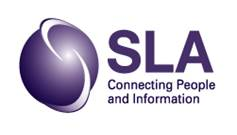 SLA
Connecting People
and Information